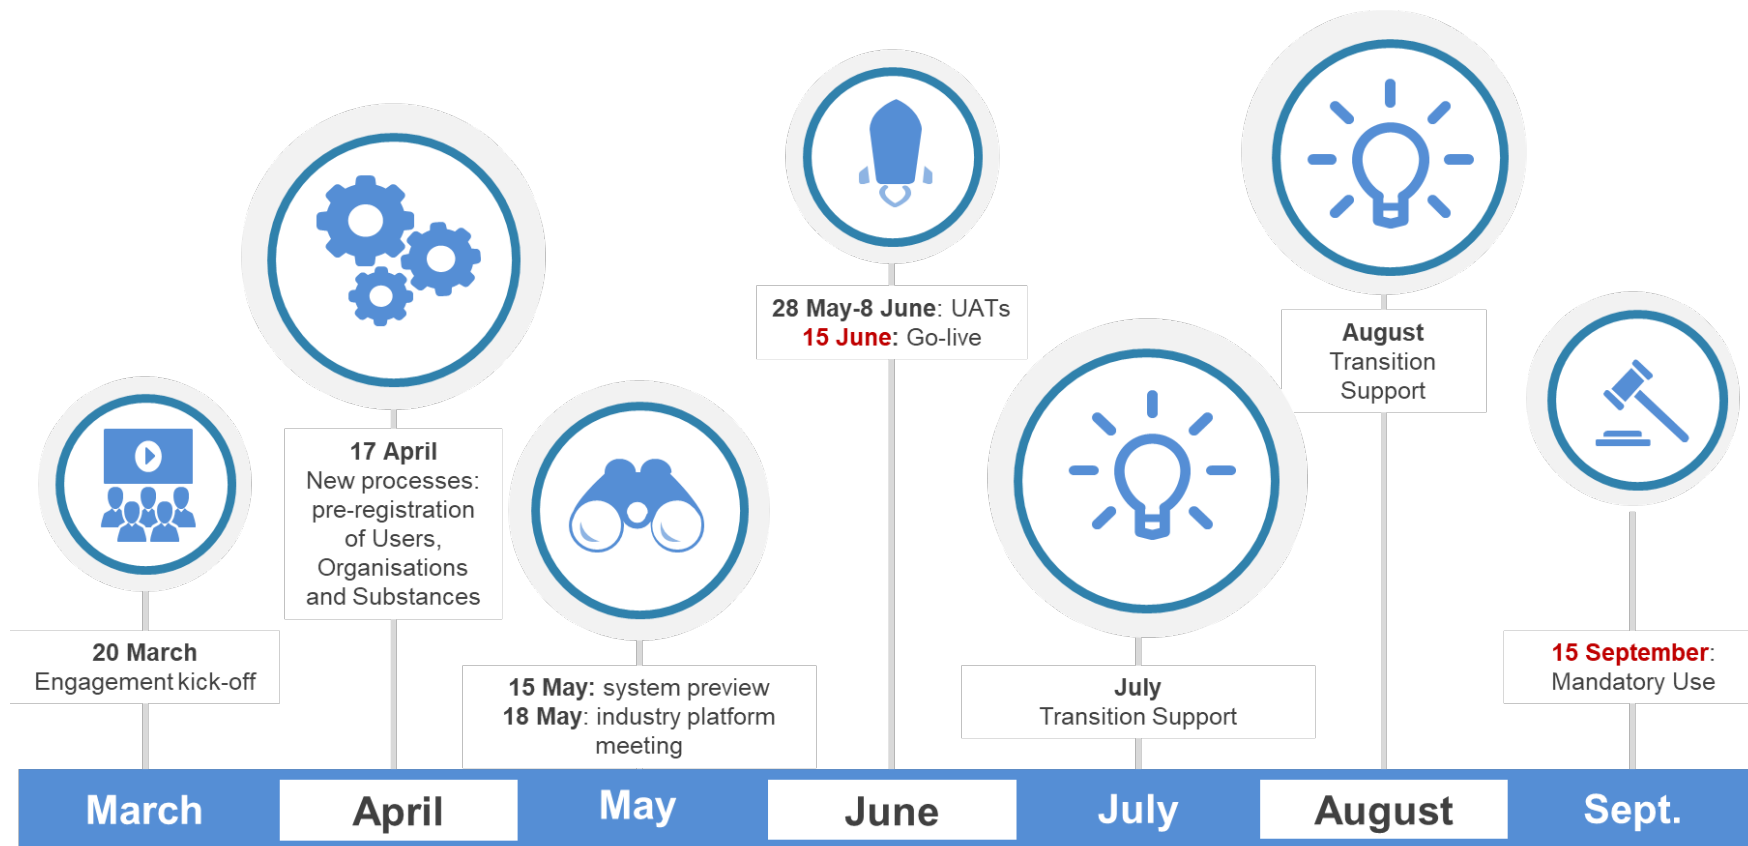 20 March
Engagement kick-off
17 April
New processes:
pre-registration
of Users,
Organisations
and Substances
15 May: system preview
18 May: industry platform
meeting
28 May-8 June: UATs
15 June: Go-live
July
Transition Support
August
Transition
Support
15 September:
Mandatory Use
March
April
May
June
July
August
Sept.